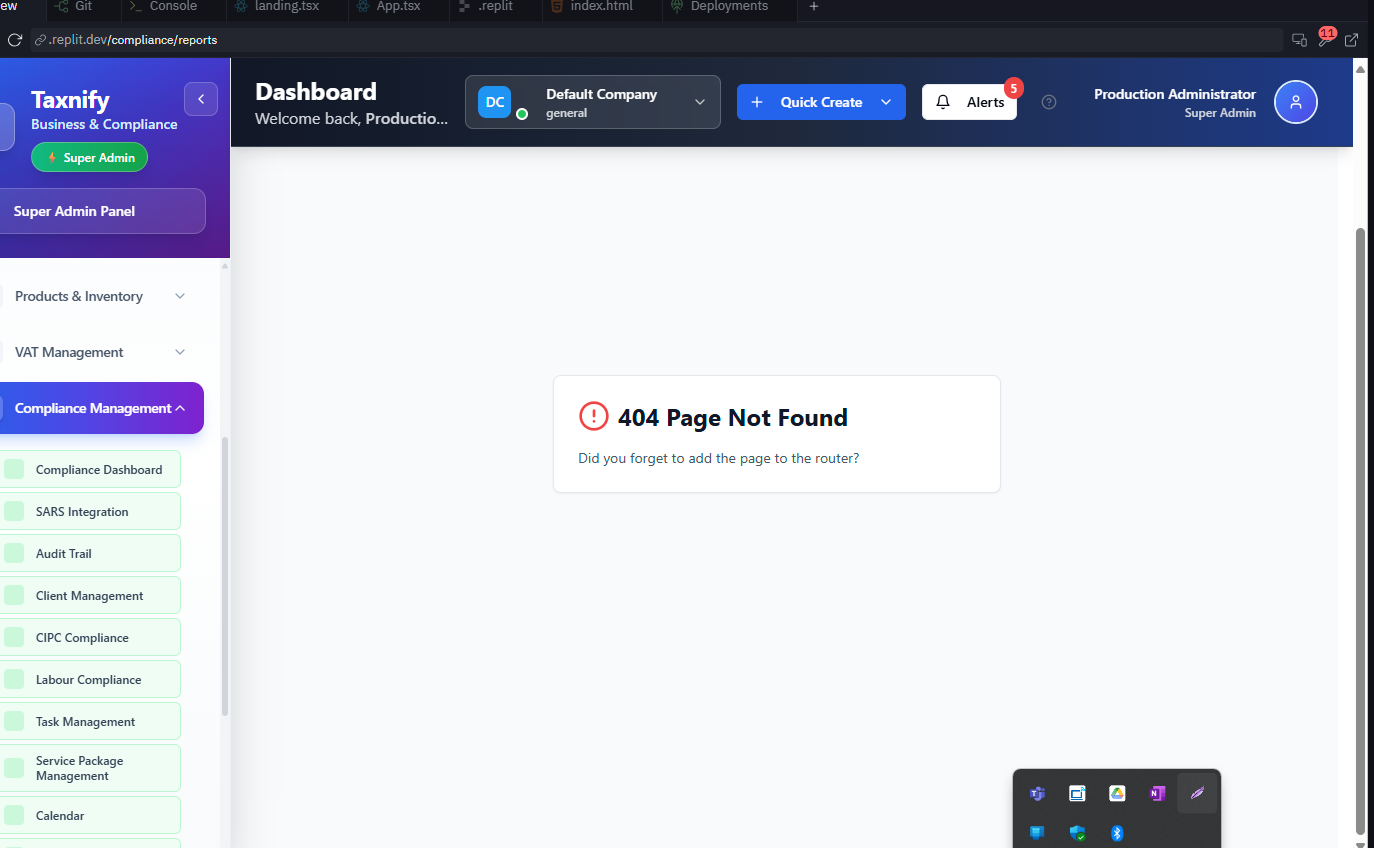 ew
Git
Console
landing.tsx
App.tsx
.replit
index.html
Deployments
.replit.dev/compliance/reports
11
Taxnify
Business & Compliance
Super Admin
Super Admin Panel
Dashboard
Welcome back, Productio...
DC
Default Company
general
Quick Create
Alerts
5
Production Administrator
Super Admin
Products & Inventory
VAT Management
Compliance Management
Compliance Dashboard
SARS Integration
Audit Trail
Client Management
CIPC Compliance
Labour Compliance
Task Management
Service Package
Management
Calendar
404 Page Not Found
Did you forget to add the page to the router?